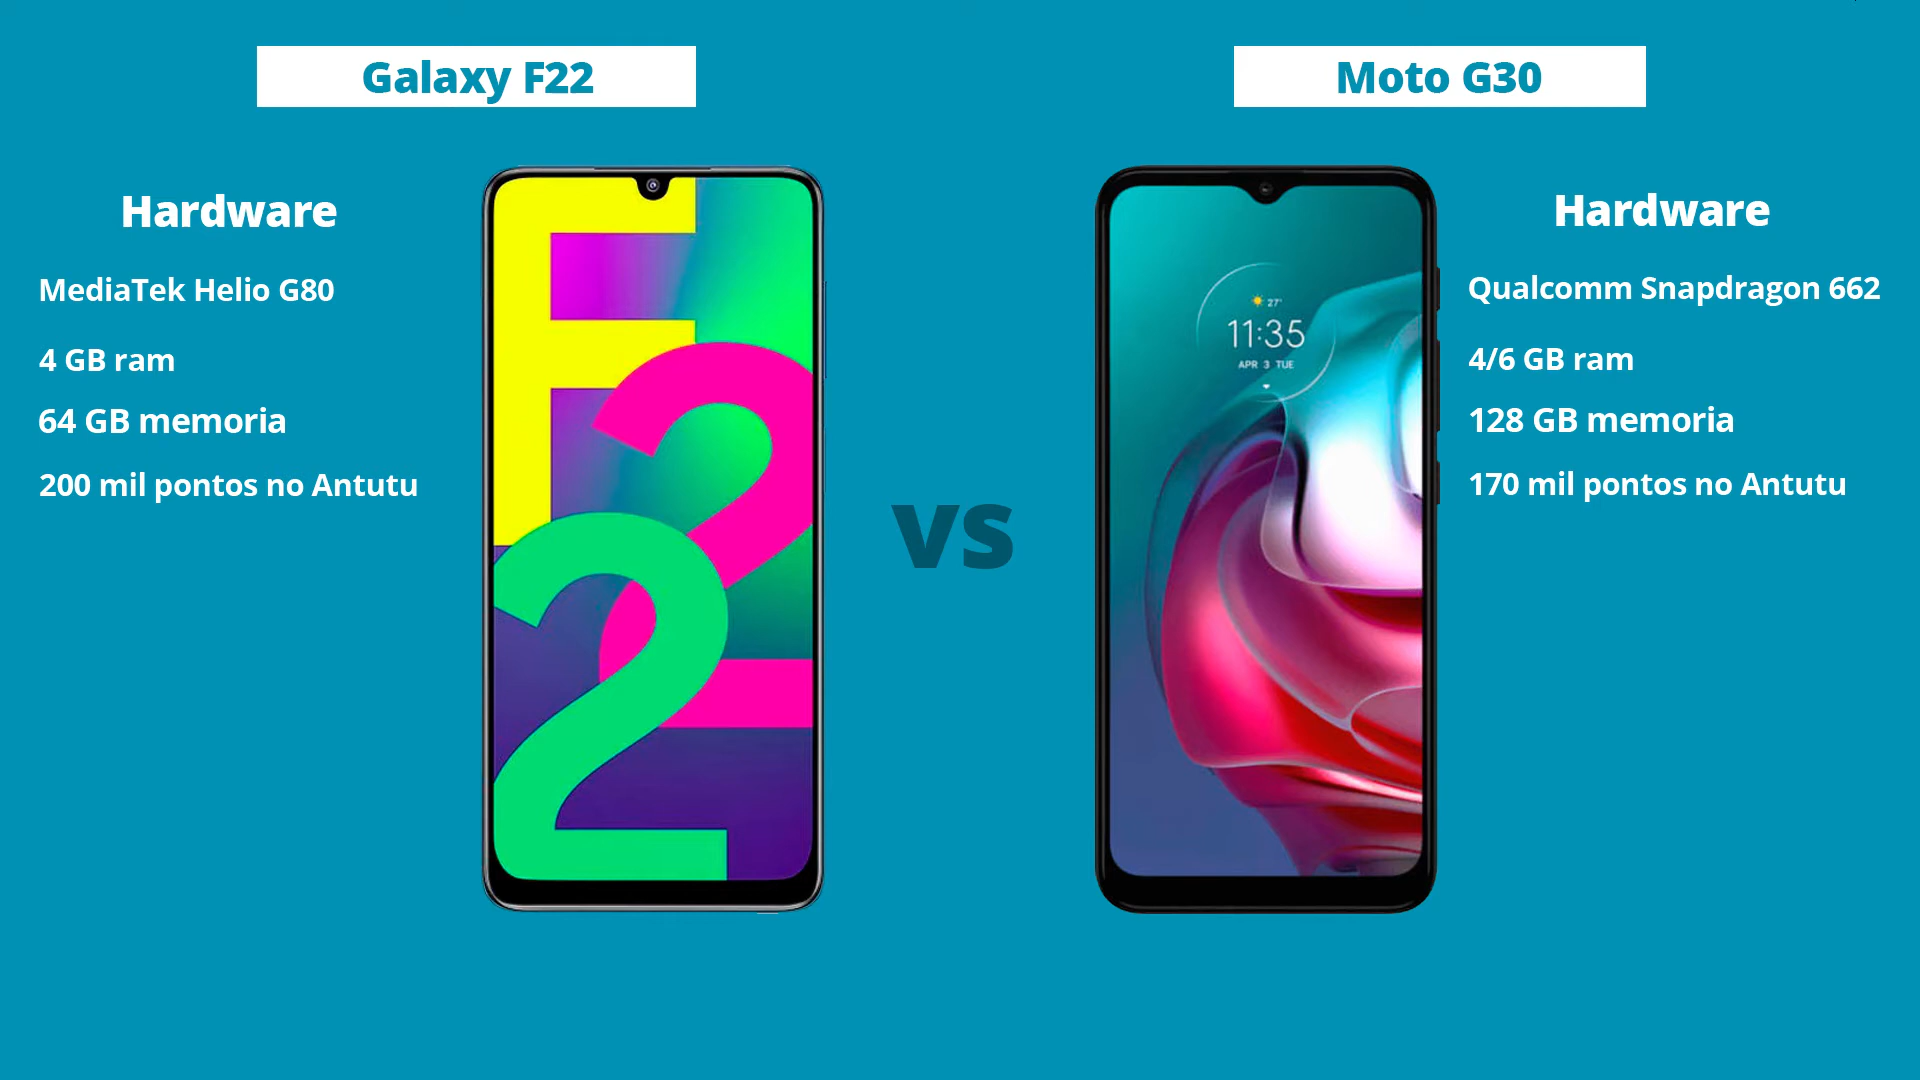 Galaxy F22
Hardware
MediaTek Helio G80
4 GB ram
64 GB memoria
200 mil pontos no Antutu
F22
VS
Moto G30
27°
11:35
APR 3 TUE
Hardware
Qualcomm Snapdragon 662
4/6 GB ram
128 GB memoria
170 mil pontos no Antutu